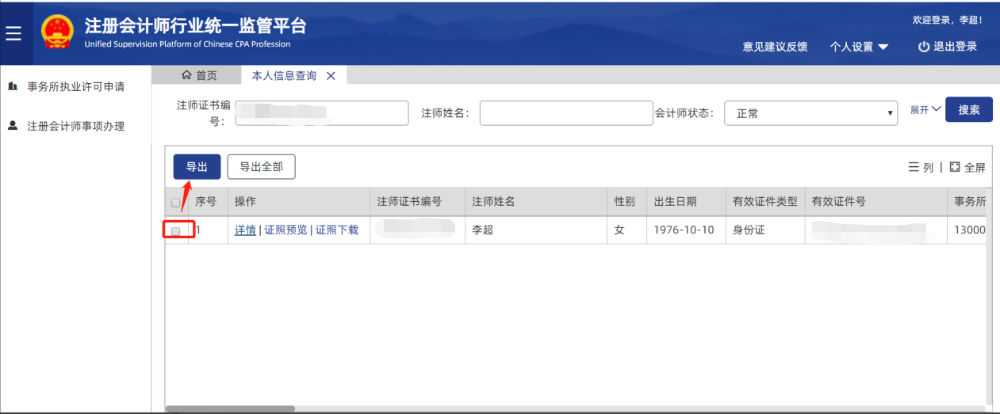 注册会计师行业统一监管平台
Unified Supervision Platform of Chinese CPA Profession
欢迎登录，李超！
意见建议反馈 个人设置 退出登录
事务所执业许可申请
注册会计师事项办理
首页 本人信息查询
注师证书编
号：
注师姓名：
会计师状态： 正常
展开 搜索
导出 导出全部
列 | 全屏
序号 操作 注师证书编号 注师姓名 性别 出生日期 有效证件类型 有效证件号 事务所
1 详情|证照预览|证照下载 李超 女 1976-10-10 身份证 13000